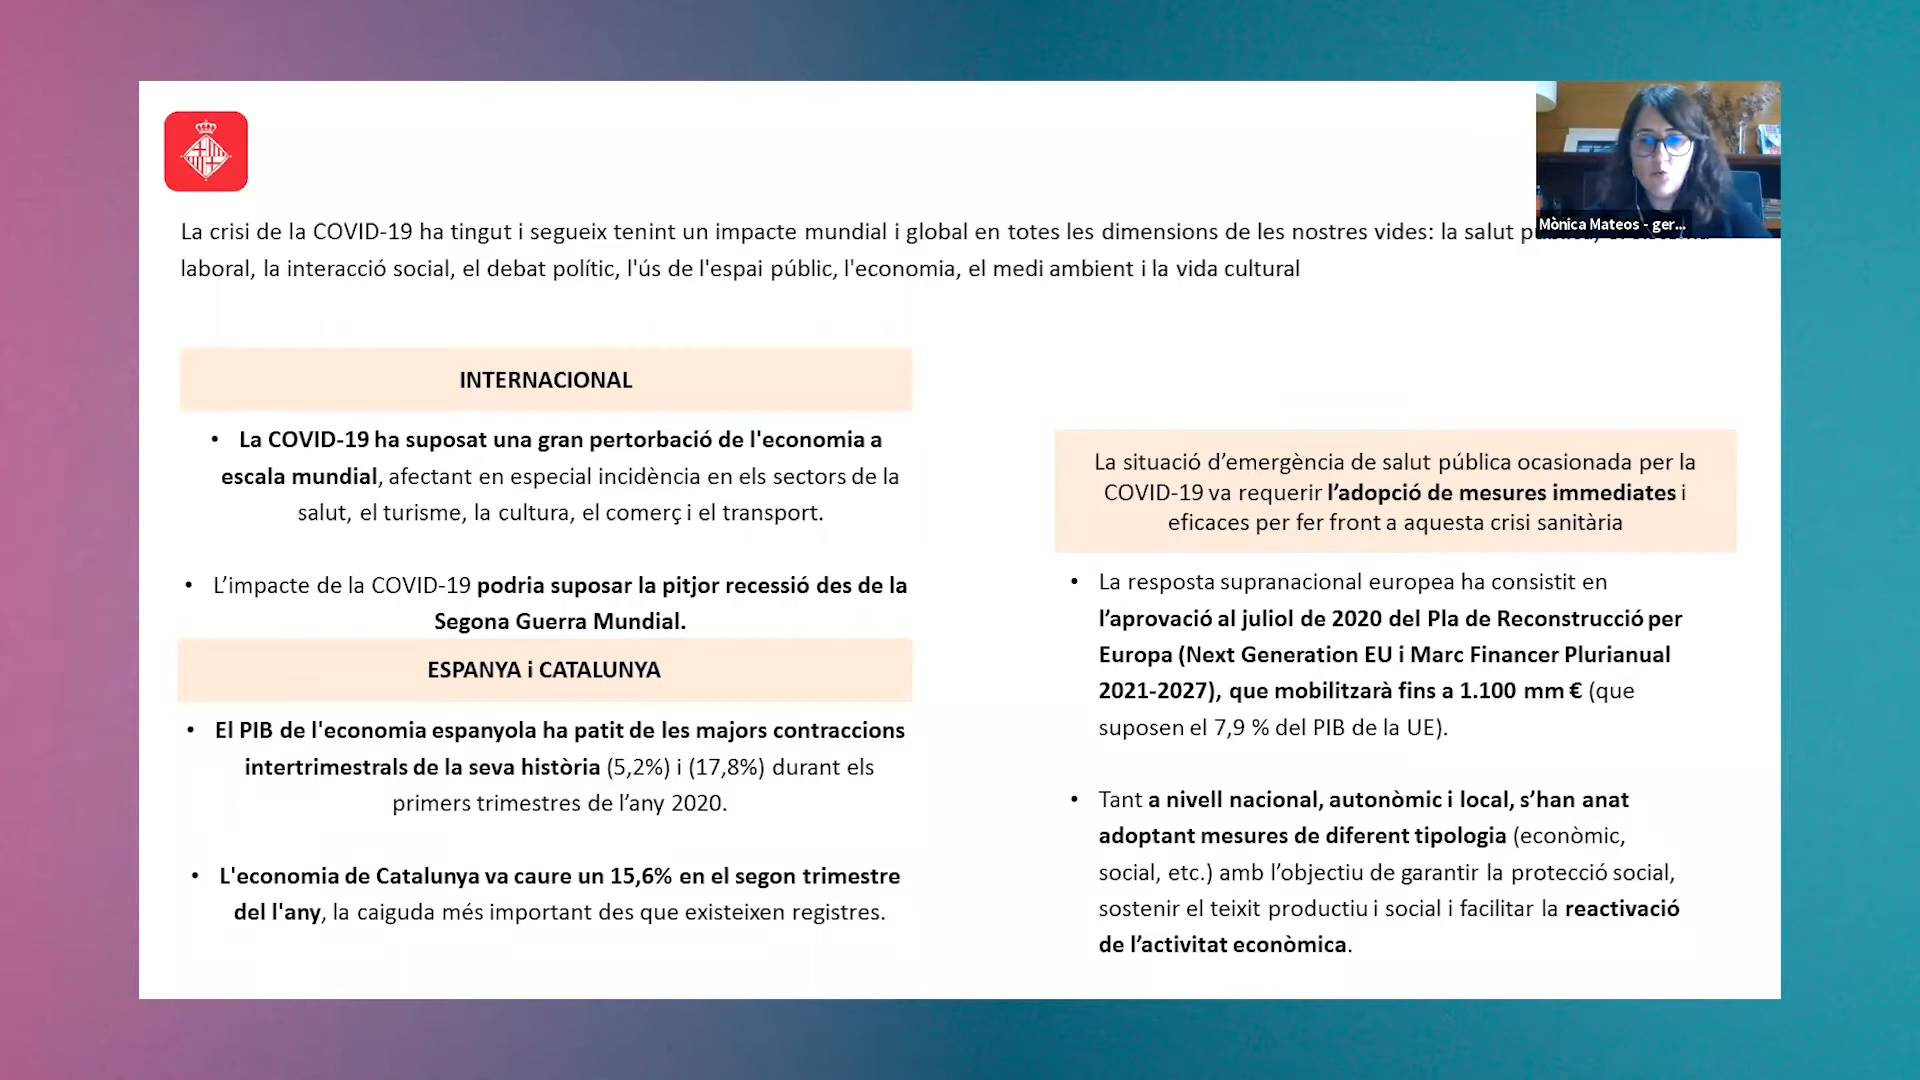 La crisi de la COVID-19 ha tingut i segueix tenint un impacte mundial i global en totes les dimensions de les nostres vides: la salut
laboral, la interacció social, el debat polític, l'ús de l'espai públic, l'economia, el medi ambient i la vida cultural
Mònica Mateos - ger...
INTERNACIONAL
• La COVID-19 ha suposat una gran pertorbació de l'economia a
escala mundial, afectant en especial incidència en els sectors de la
salut, el turisme, la cultura, el comerç i el transport.
• L’impacte de la COVID-19 podria suposar la pitjor recessió des de la
Segona Guerra Mundial.
ESPANYA i CATALUNYA
• El PIB de l'economia espanyola ha patit de les majors contraccions
intertrimestrals de la seva història (5,2%) i (17,8%) durant els
primers trimestres de l’any 2020.
• L'economia de Catalunya va caure un 15,6% en el segon trimestre
del l'any, la caiguda més important des que existeixen registres.
La situació d’emergència de salut pública ocasionada per la
COVID-19 va requerir l’adopció de mesures immediates i
eficaces per fer front a aquesta crisi sanitària
• La resposta supranacional europea ha consistit en
l’aprovació al juliol de 2020 del Pla de Reconstrucció per
Europa (Next Generation EU i Marc Financer Plurianual
2021-2027), que mobilitzarà fins a 1.100 mm € (que
suposen el 7,9 % del PIB de la UE).
• Tant a nivell nacional, autonòmic i local, s’han anat
adoptant mesures de diferent tipologia (econòmic,
social, etc.) amb l’objectiu de garantir la protecció social,
sostenir el teixit productiu i social i facilitar la reactivació
de l’activitat econòmica.